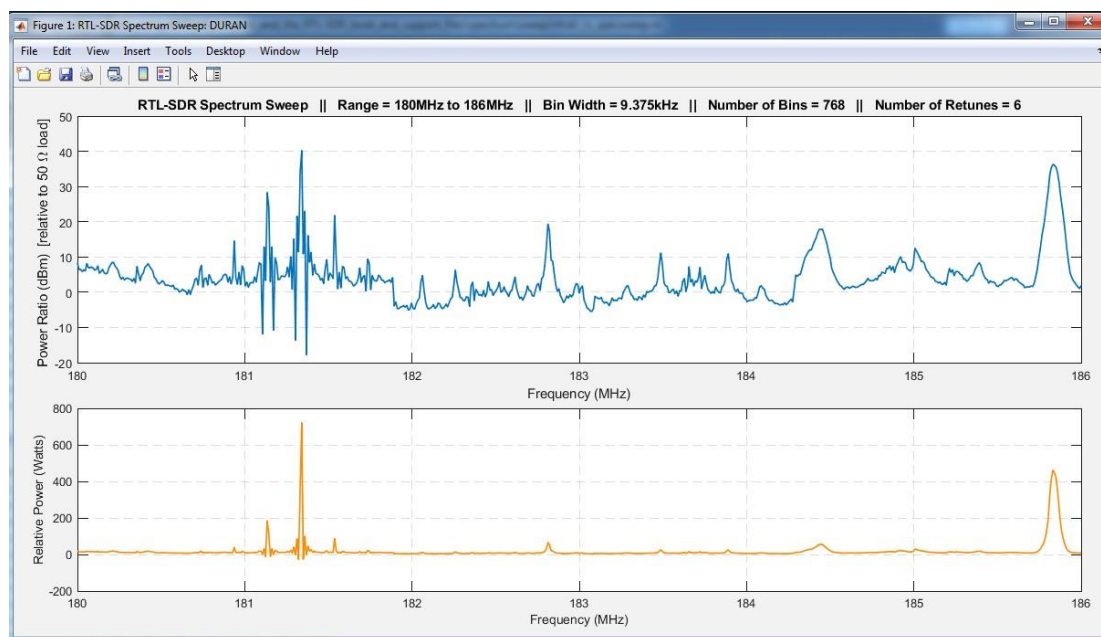 Figure 1: RTL-SDR Spectrum Sweep: DURAN
File Edit View Insert Tools Desktop Window Help
RTL-SDR Spectrum Sweep || Range = 180MHz to 186MHz || Bin Width = 9.375kHz || Number of Bins = 768 || Number of Retunes = 6
Power Ratio (dBm) [relative to 50 Ω load]
50
40
30
20
10
0
-10
-20
180 181 182 183 184 185 186
Frequency (MHz)
Relative Power (Watts)
800
600
400
200
0
-200
180 181 182 183 184 185 186
Frequency (MHz)